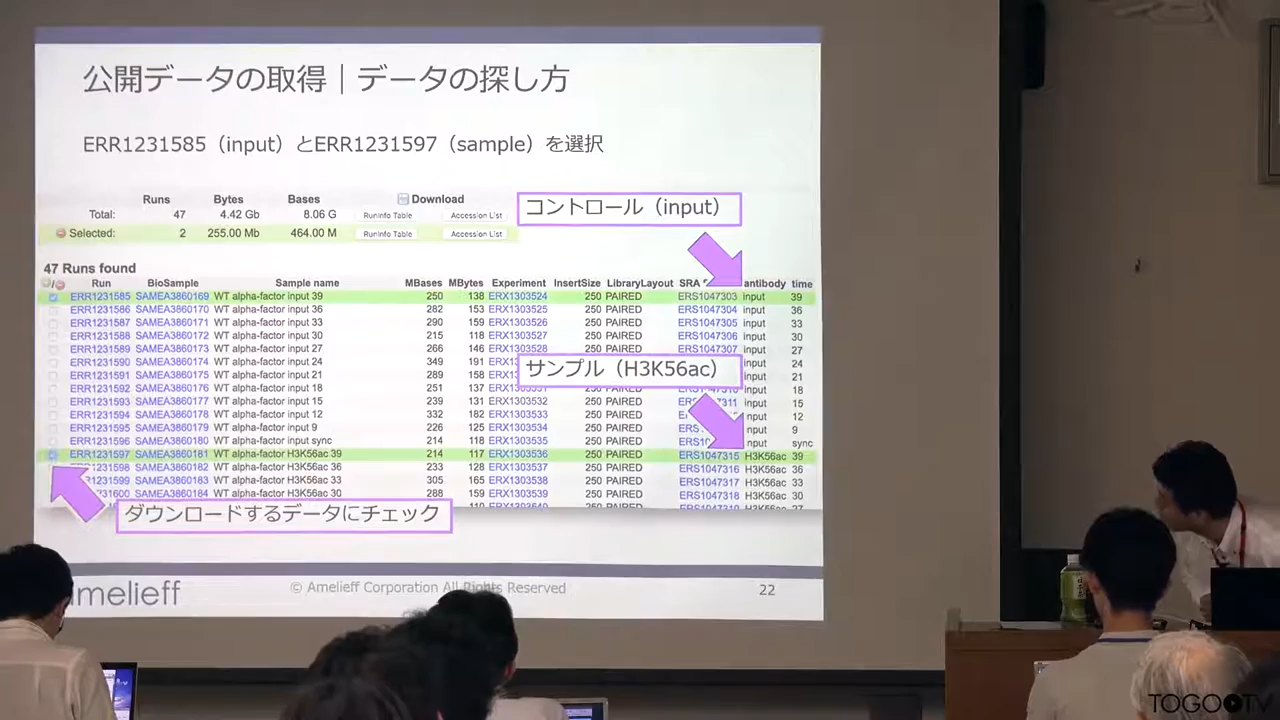 公開データの取得｜データの探し方
ERR1231585（input）とERR1231597（sample）を選択
Runs Bytes Bases Download
Total: 47 4.42 Gb 8.06 G RunInfo Table Accession List
Selected: 2 255.00 Mb 464.00 M RunInfo Table Accession List
コントロール（input）
47 Runs found
Run BioSample Sample name MBases MBytes Experiment InsertSize LibraryLayout SRA antibody time
ERR1231585 SAMEA3860169 WT alpha-factor input 39 250 138 ERX1303524 250 PAIRED ERS1047303 input 39
ERR1231586 SAMEA3860170 WT alpha-factor input 36 282 153 ERX1303525 250 PAIRED ERS1047304 input 36
ERR1231587 SAMEA3860171 WT alpha-factor input 33 290 159 ERX1303526 250 PAIRED ERS1047305 input 33
ERR1231588 SAMEA3860172 WT alpha-factor input 30 215 118 ERX1303527 250 PAIRED ERS1047306 input 30
ERR1231589 SAMEA3860173 WT alpha-factor input 27 266 146 ERX1303528 250 PAIRED ERS1047307 input 27
ERR1231590 SAMEA3860174 WT alpha-factor input 24 349 191 input 24
サンプル（H3K56ac）
ERR1231591 SAMEA3860175 WT alpha-factor input 21 289 158 input 21
ERR1231592 SAMEA3860176 WT alpha-factor input 18 251 137 250 PAIRED input 18
ERR1231593 SAMEA3860177 WT alpha-factor input 15 239 131 ERX1303532 250 PAIRED input 15
ERR1231594 SAMEA3860178 WT alpha-factor input 12 332 182 ERX1303533 250 PAIRED 12
ERR1231595 SAMEA3860179 WT alpha-factor input 9 226 125 ERX1303534 250 PAIRED 9
ERR1231596 SAMEA3860180 WT alpha-factor input sync 214 118 ERX1303535 250 PAIRED sync
ERR1231597 SAMEA3860181 WT alpha-factor H3K56ac 39 214 117 ERX1303536 250 PAIRED ERS1047315 H3K56ac 39
1231598 SAMEA3860182 WT alpha-factor H3K56ac 36 233 128 ERX1303537 250 PAIRED ERS1047316 H3K56ac 36
31599 SAMEA3860183 WT alpha-factor H3K56ac 33 305 165 ERX1303538 250 PAIRED ERS1047317 H3K56ac 33
31600 SAMEA3860184 WT alpha-factor H3K56ac 30 288 159 ERX1303539 250 PAIRED ERS1047318 H3K56ac 30
ダウンロードするデータにチェック
amelieff © Amelieff Corporation All Rights Reserved 22
TOGOTV